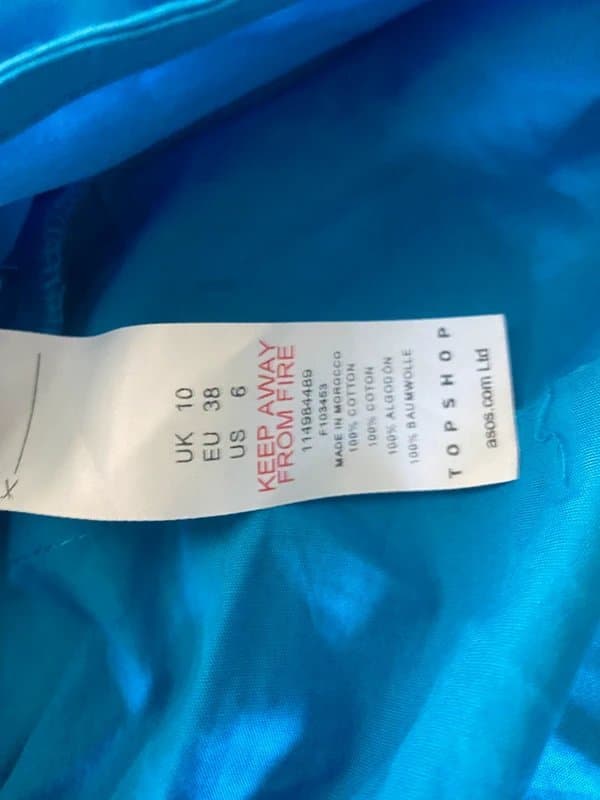 UK 10
EU 38
US 6
KEEP AWAY
FROM FIRE
114984489
F103453
MADE IN MOROCCO
100% COTTON
100% COTON
100% ALGODÓN
100% BAUMWOLLE
TOPSHOP
asos.com Ltd